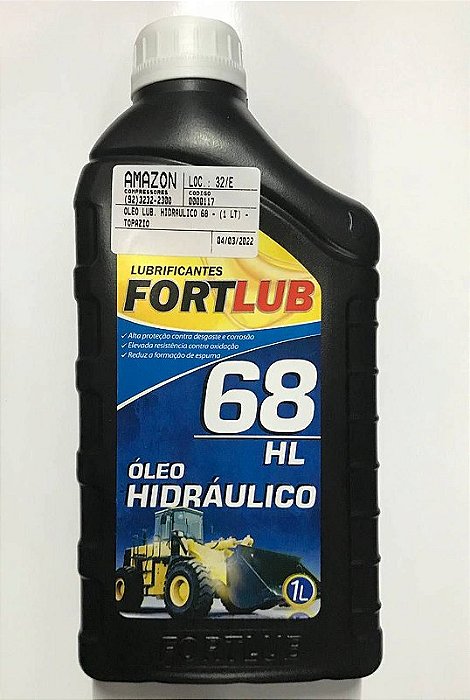 AMAZON
COMPRESSORES
(92)3232-2300
LOC.: 32/E
CODIGO
0000117
OLEO LUB. HIDRAULICO 68 - (1 LT) -
TOPAZIO
04/03/2022
LUBRIFICANTES
FORTLUB
✓ Alta proteção contra desgaste e corrosão
✓ Elevada resistência contra oxidação
✓ Reduz a formação de espuma
68
HL
ÓLEO
HIDRÁULICO
1L
FORTLUB